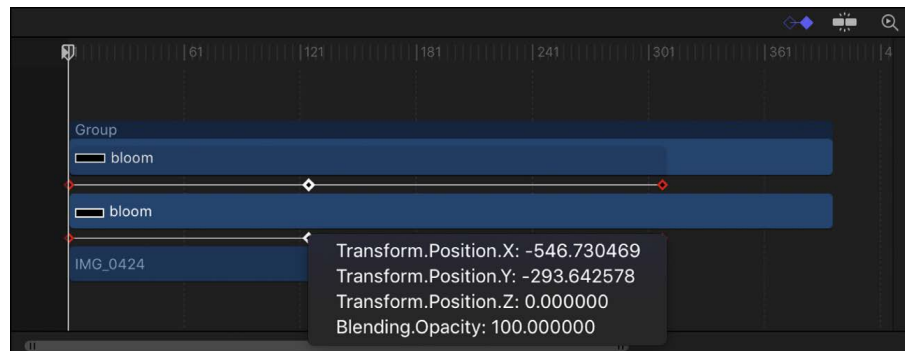 61 121 181 241 301 361 4
Group
bloom
bloom
IMG_0424
Transform.Position.X: -546.730469
Transform.Position.Y: -293.642578
Transform.Position.Z: 0.000000
Blending.Opacity: 100.000000